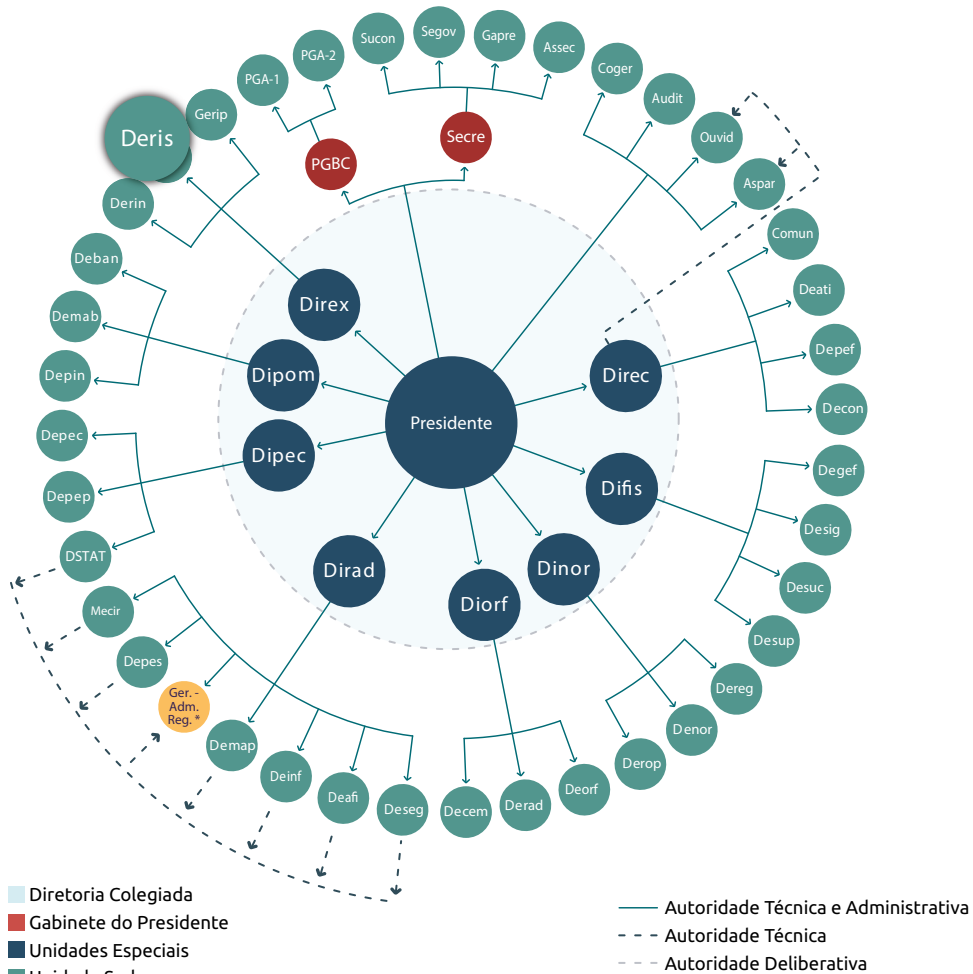 Sucon
Segov
Gapre
Assec
PGA-2
PGA-1
Coger
Audit
Gerip
Deris
Secre
Ouvid
PGBC
Aspar
Derin
Comun
Deban
Deati
Direx
Demab
Depef
Dipom
Direc
Depin
Decon
Presidente
Depec
Dipec
Degef
Depep
Difis
Desig
DSTAT
Dirad
Dinor
Desuc
Mecir
Diorf
Desup
Depes
Dereg
Ger. -
Adm.
Reg. *
Denor
Demap
Derop
Deinf
Deorf
Deafi
Deseg
Decem
Derad
Diretoria Colegiada
Gabinete do Presidente
Unidades Especiais
Autoridade Técnica e Administrativa
Autoridade Técnica
Autoridade Deliberativa